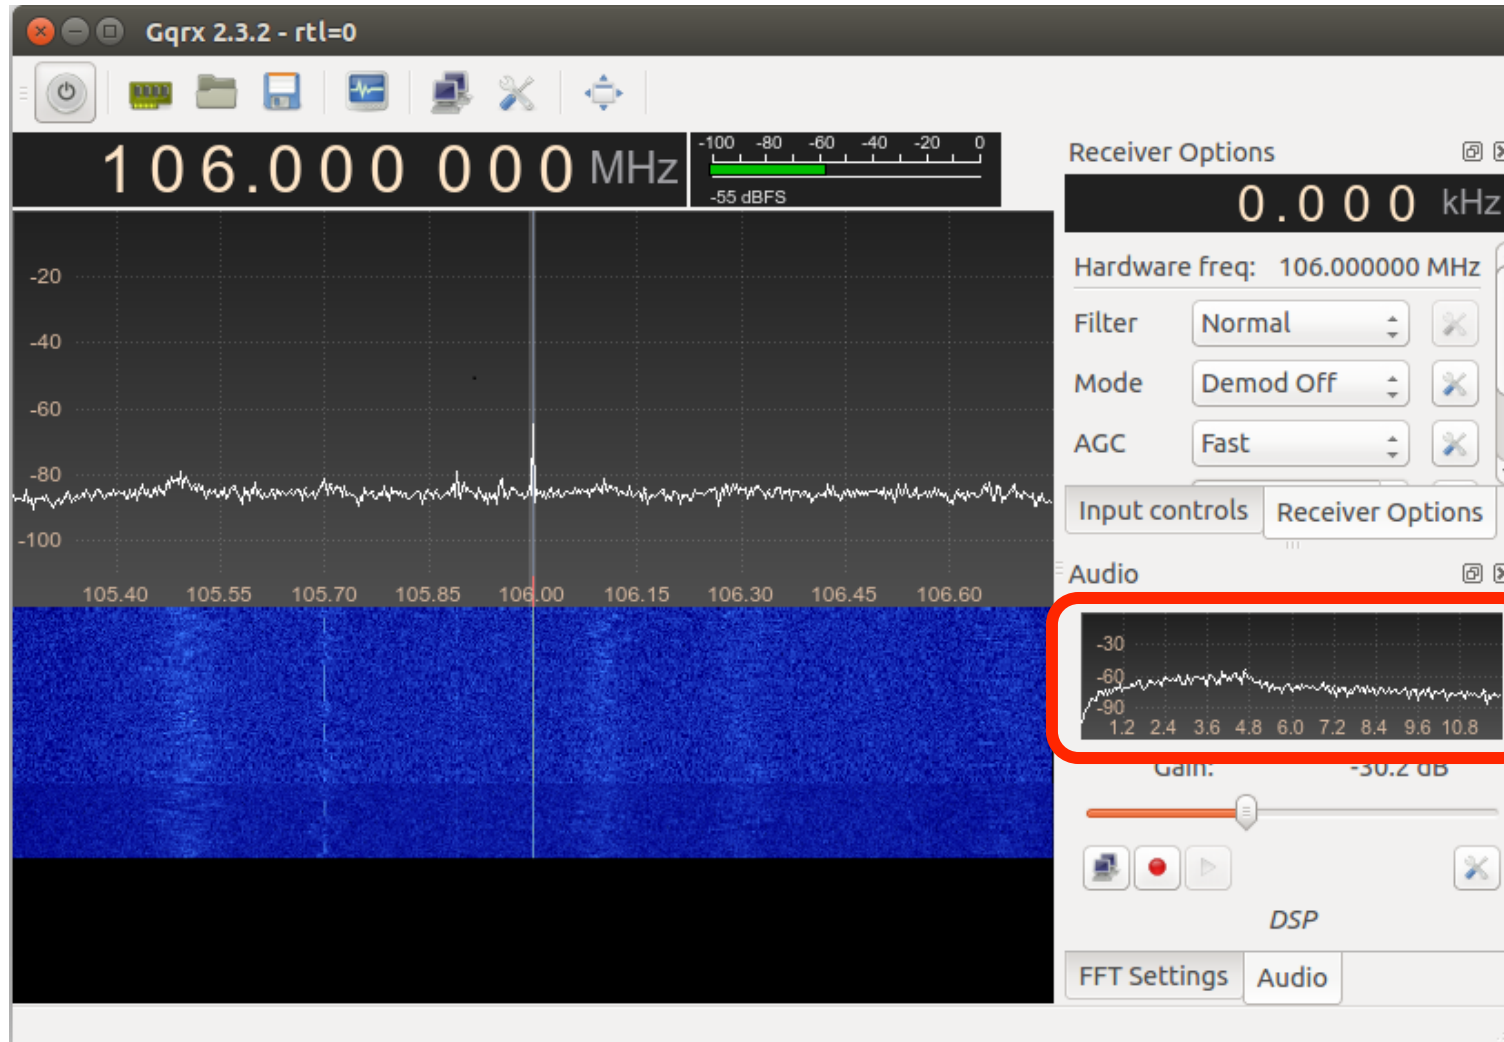 Gqrx 2.3.2 - rtl=0
106.000 000 MHz
-100 -80 -60 -40 -20 0
-55 dBFS
-20
-40
-60
-80
-100
105.40 105.55 105.70 105.85 106.00 106.15 106.30 106.45 106.60
Receiver Options
0.000 kHz
Hardware freq: 106.000000 MHz
Filter Normal
Mode Demod Off
AGC Fast
Input controls Receiver Options
Audio
-30
-60
-90
1.2 2.4 3.6 4.8 6.0 7.2 8.4 9.6 10.8
Gain: -30.2 dB
DSP
FFT Settings Audio